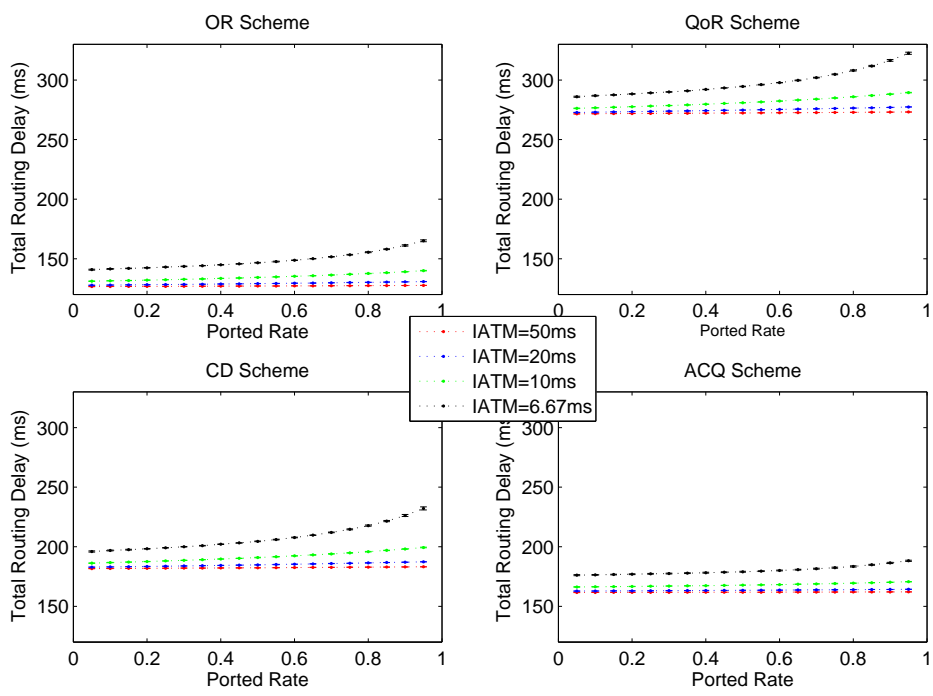 OR Scheme
Total Routing Delay (ms)
300
250
200
150
0 0.2 0.4 0.6 0.8 1
Ported Rate
QoR Scheme
Total Routing Delay (ms)
300
250
200
150
0 0.2 0.4 0.6 0.8 1
Ported Rate
IATM=50ms
IATM=20ms
IATM=10ms
IATM=6.67ms
CD Scheme
Total Routing Delay (ms)
300
250
200
150
0 0.2 0.4 0.6 0.8 1
Ported Rate
ACQ Scheme
Total Routing Delay (ms)
300
250
200
150
0 0.2 0.4 0.6 0.8 1
Ported Rate